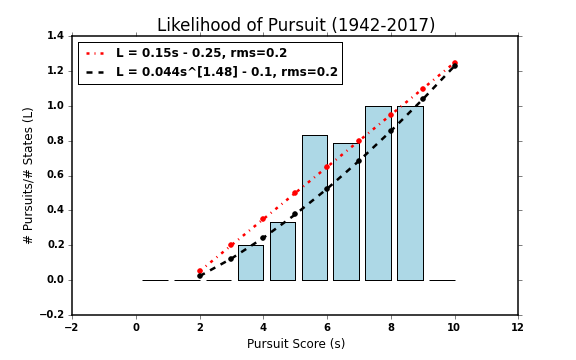 Likelihood of Pursuit (1942-2017)
L = 0.15s - 0.25, rms=0.2
L = 0.044s^[1.48] - 0.1, rms=0.2
# Pursuits/# States (L)
1.4
1.2
1.0
0.8
0.6
0.4
0.2
0.0
−0.2
−2 0 2 4 6 8 10 12
Pursuit Score (s)